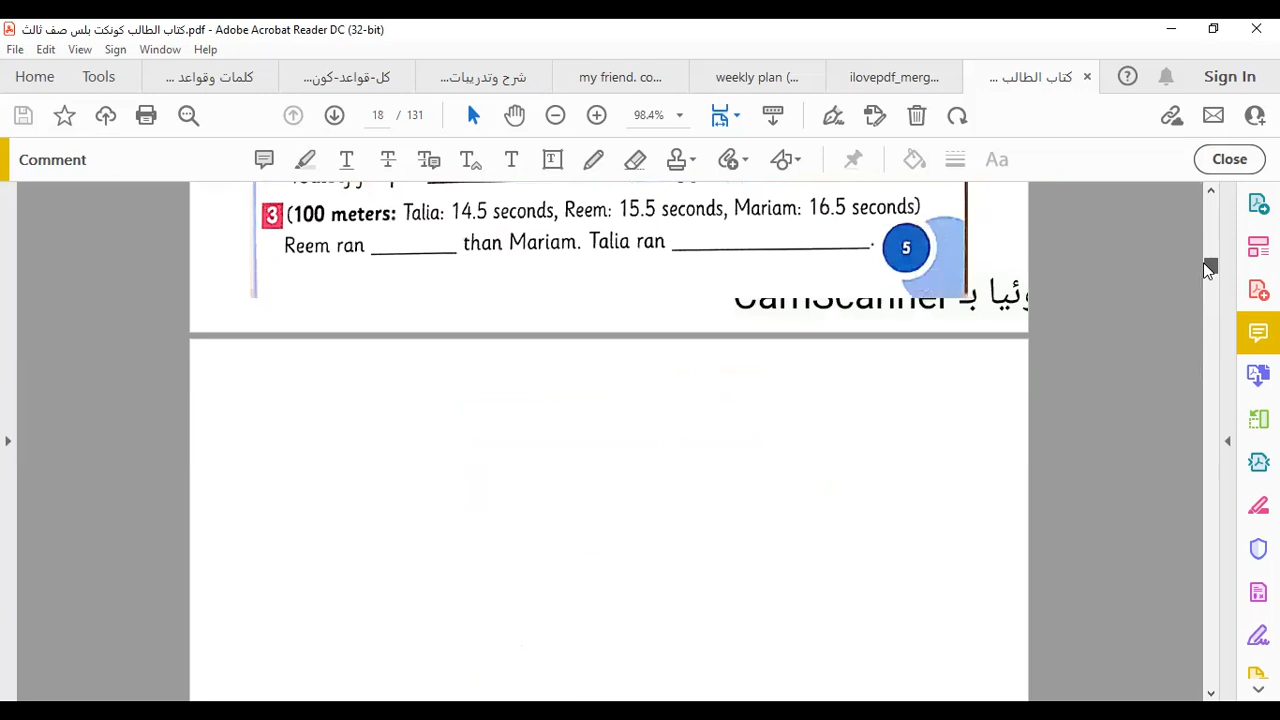 كتاب الطالب كونكت بلس صف ثالث.pdf - Adobe Acrobat Reader DC (32-bit)
File Edit View Sign Window Help
Home Tools كلمات وقواعد ... كل-قواعد-كون... شرح وتدريبات... my friend. co... weekly plan (... ilovepdf_merg... كتاب الطالب ... Sign In
18 / 131 98.4%
Comment Close
3 (100 meters: Talia: 14.5 seconds, Reem: 15.5 seconds, Mariam: 16.5 seconds)
Reem ran ________ than Mariam. Talia ran __________________.
5
CamScanner بـ